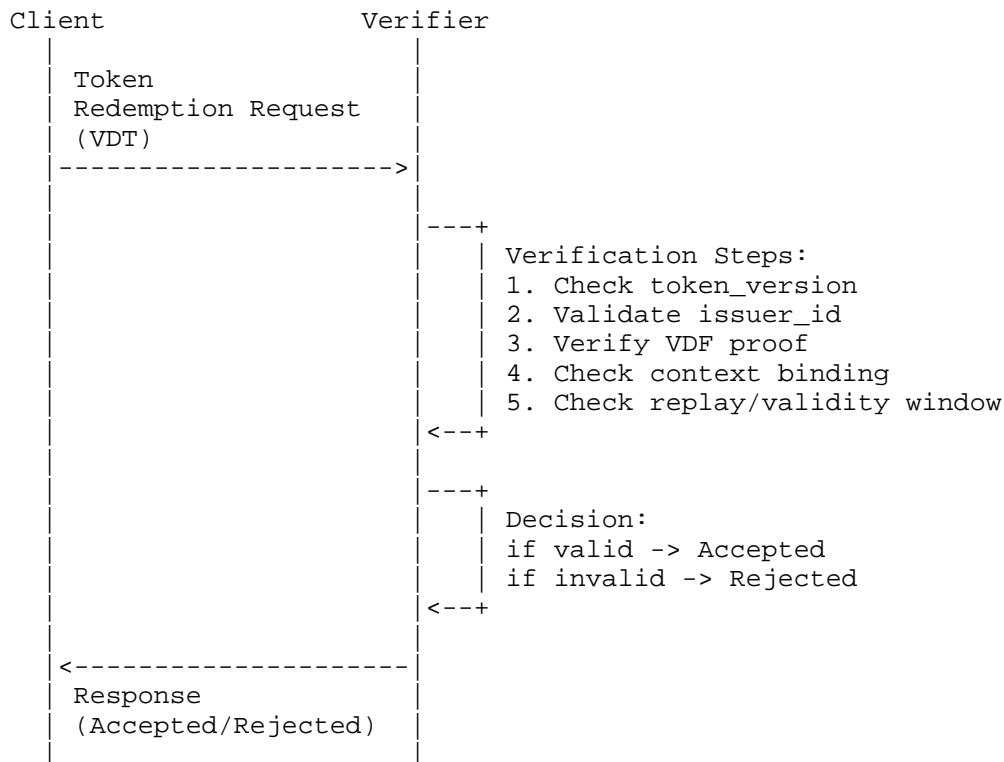 Client Verifier
Token
Redemption Request
(VDT)
Verification Steps:
1. Check token_version
2. Validate issuer_id
3. Verify VDF proof
4. Check context binding
5. Check replay/validity window
Decision:
if valid -> Accepted
if invalid -> Rejected
Response
(Accepted/Rejected)